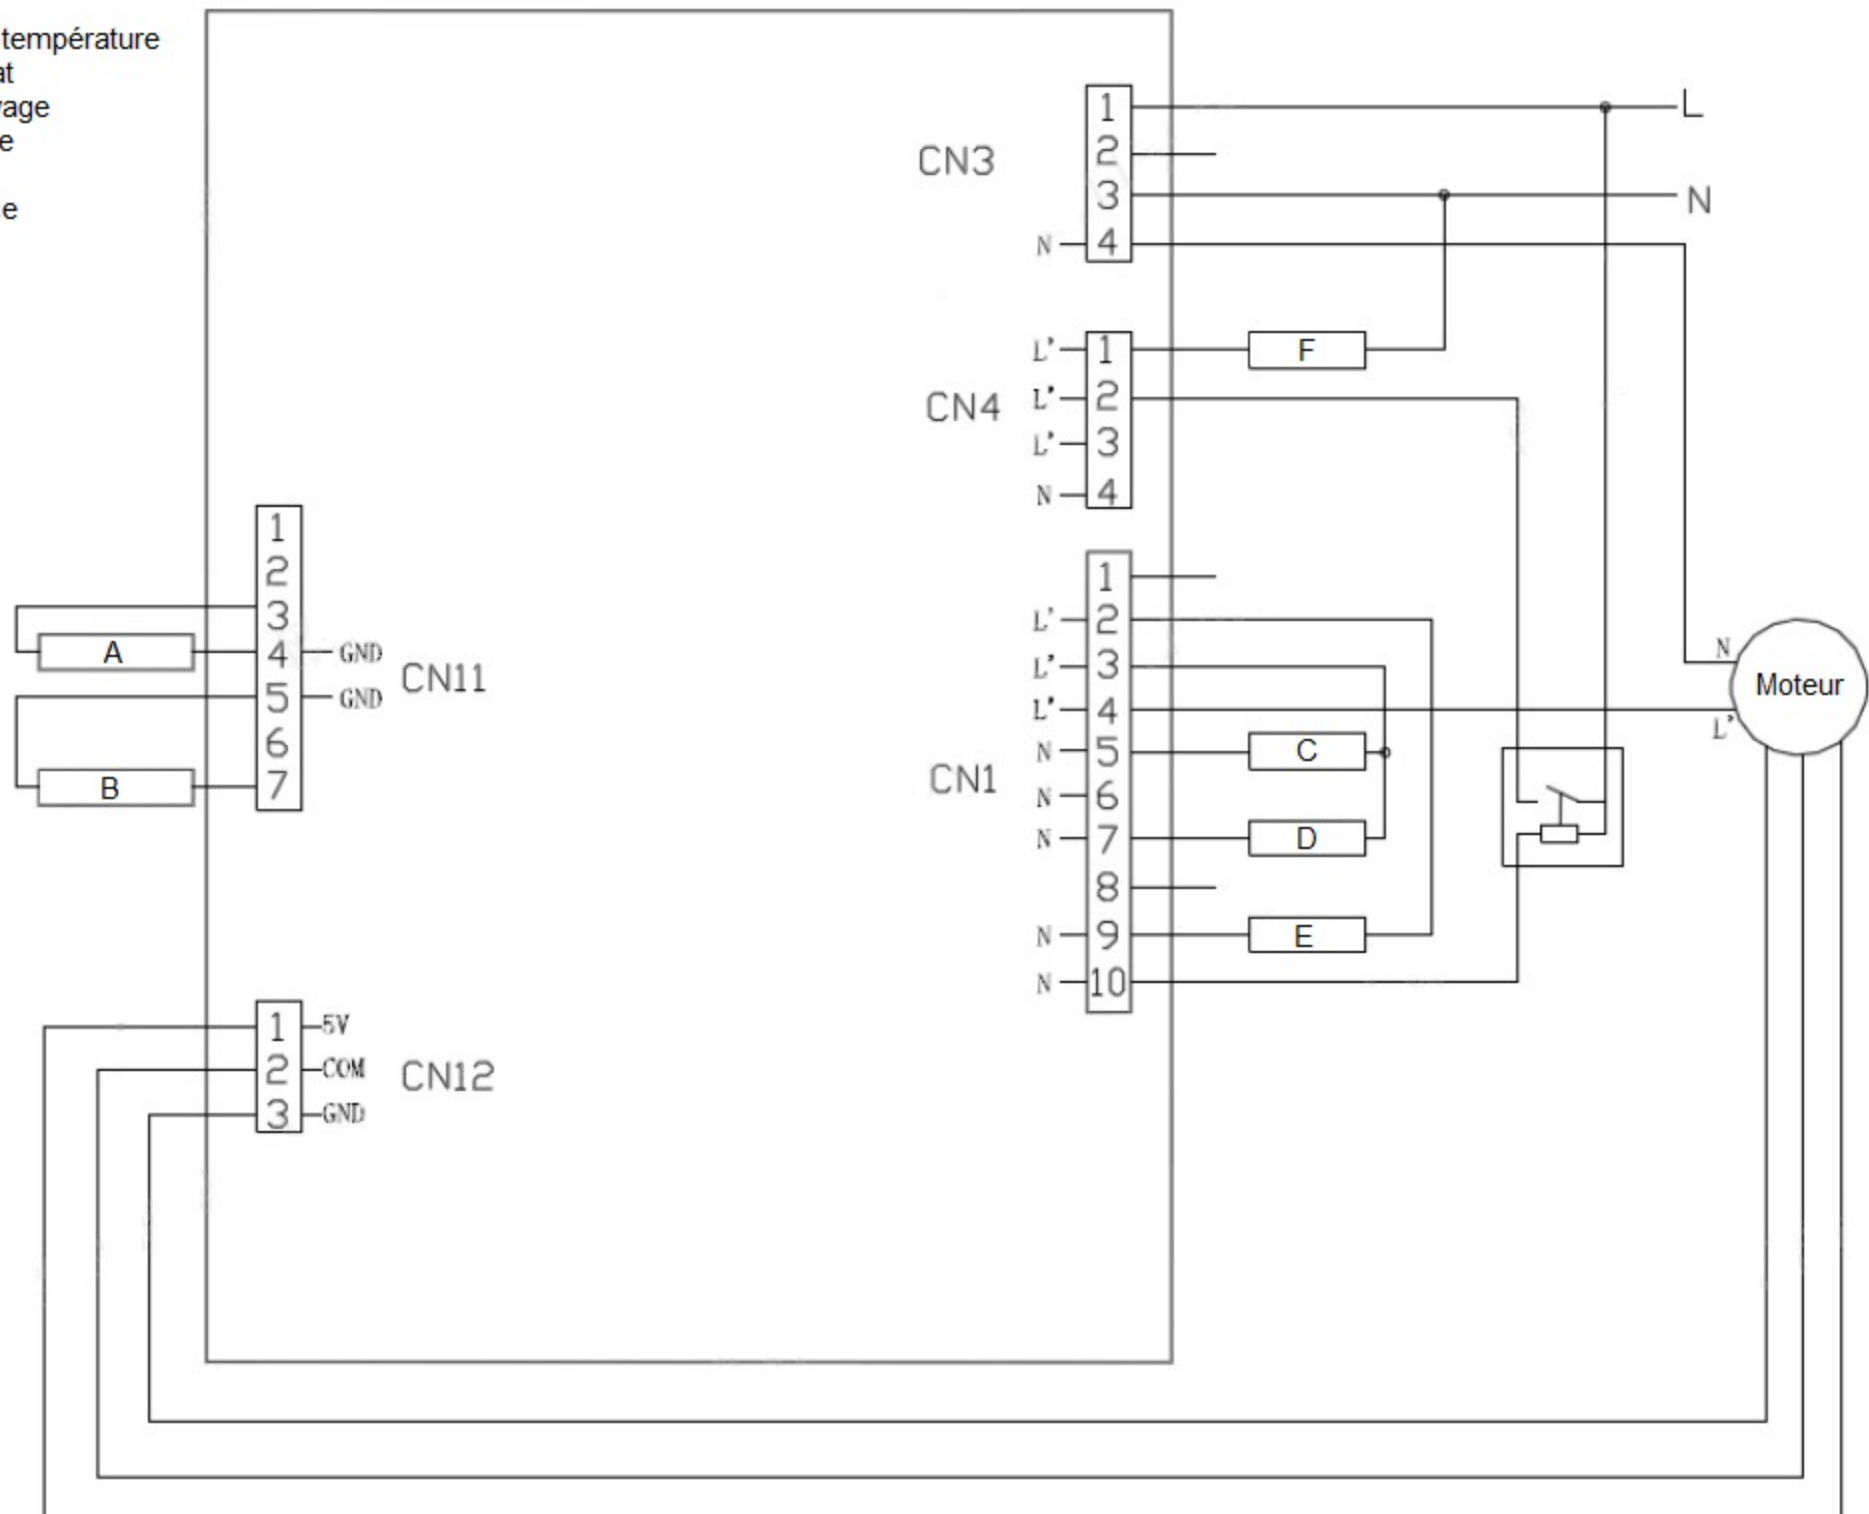 température
at
vage
e
e
1
2
3
N 4
CN3
L
N
L' 1
L' 2
L' 3
N 4
CN4
F
1
2
3
4 GND
5 GND
6
7
CN11
A
B
1
L' 2
L' 3
L' 4
N 5
N 6
N 7
8
N 9
N 10
CN1
C
D
E
N
Moteur
L'
1 5V
2 COM
3 GND
CN12